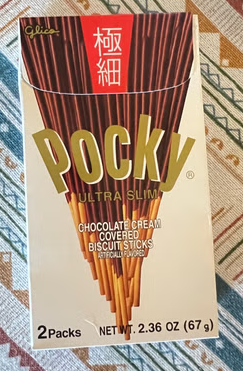 Glico
極
細
Pocky®
ULTRA SLIM
CHOCOLATE CREAM
COVERED
BISCUIT STICKS
ARTIFICIALLY FLAVORED
2 Packs NET WT. 2.36 OZ (67 g)